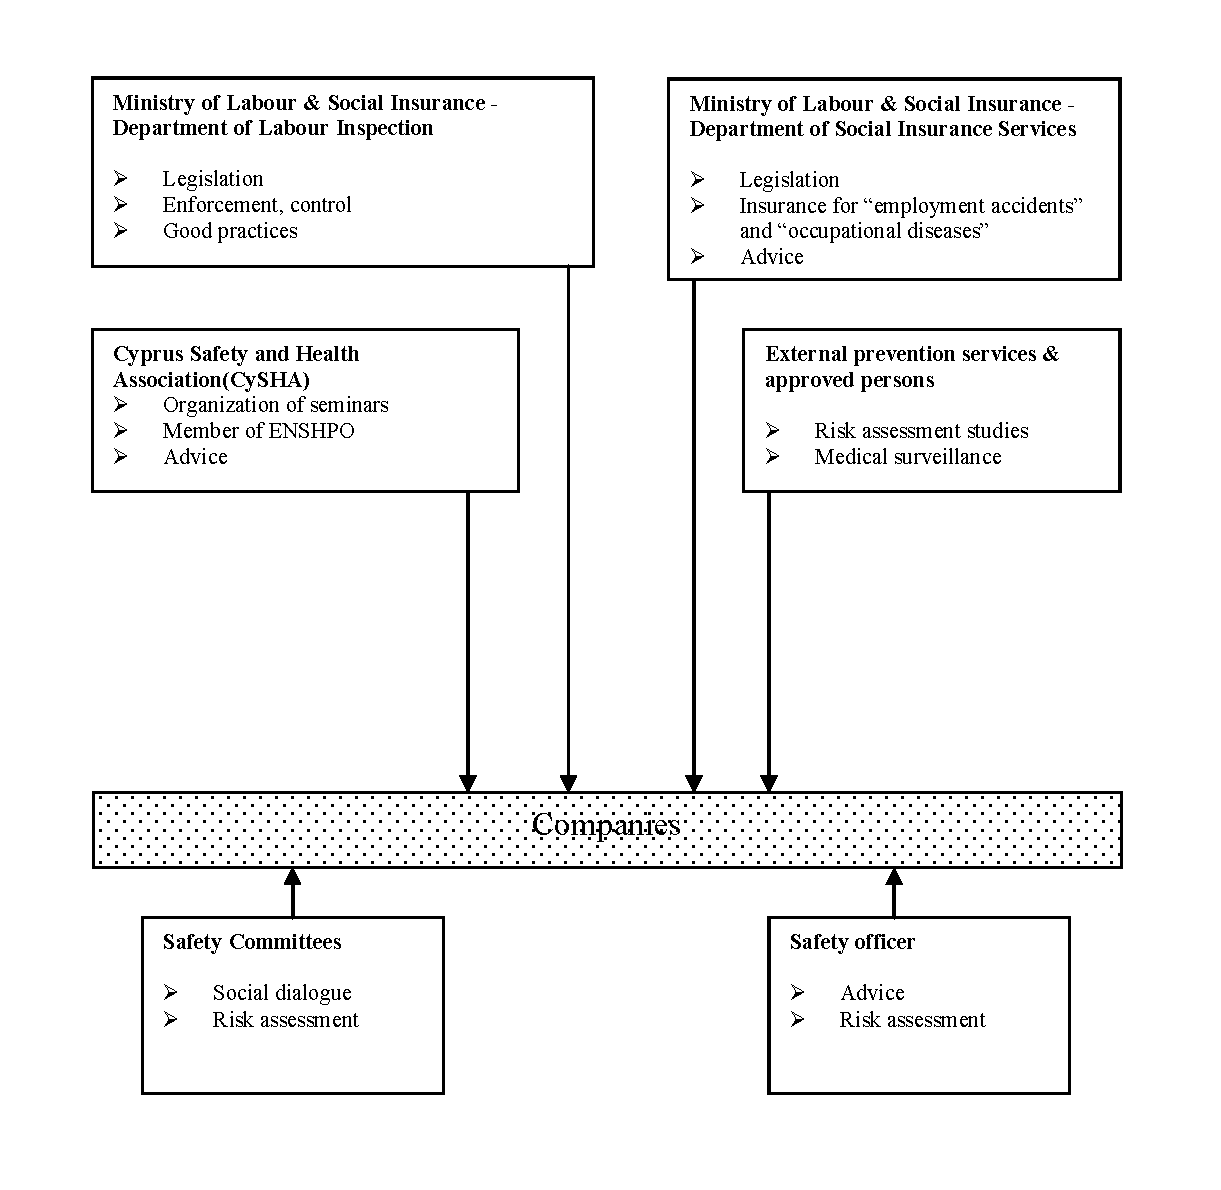 Ministry of Labour & Social Insurance -
Department of Labour Inspection
➢ Legislation
➢ Enforcement, control
➢ Good practices
Ministry of Labour & Social Insurance -
Department of Social Insurance Services
➢ Legislation
➢ Insurance for “employment accidents”
and “occupational diseases”
➢ Advice
Cyprus Safety and Health
Association(CySHA)
➢ Organization of seminars
➢ Member of ENSHPO
➢ Advice
External prevention services &
approved persons
➢ Risk assessment studies
➢ Medical surveillance
Companies
Safety Committees
➢ Social dialogue
➢ Risk assessment
Safety officer
➢ Advice
➢ Risk assessment